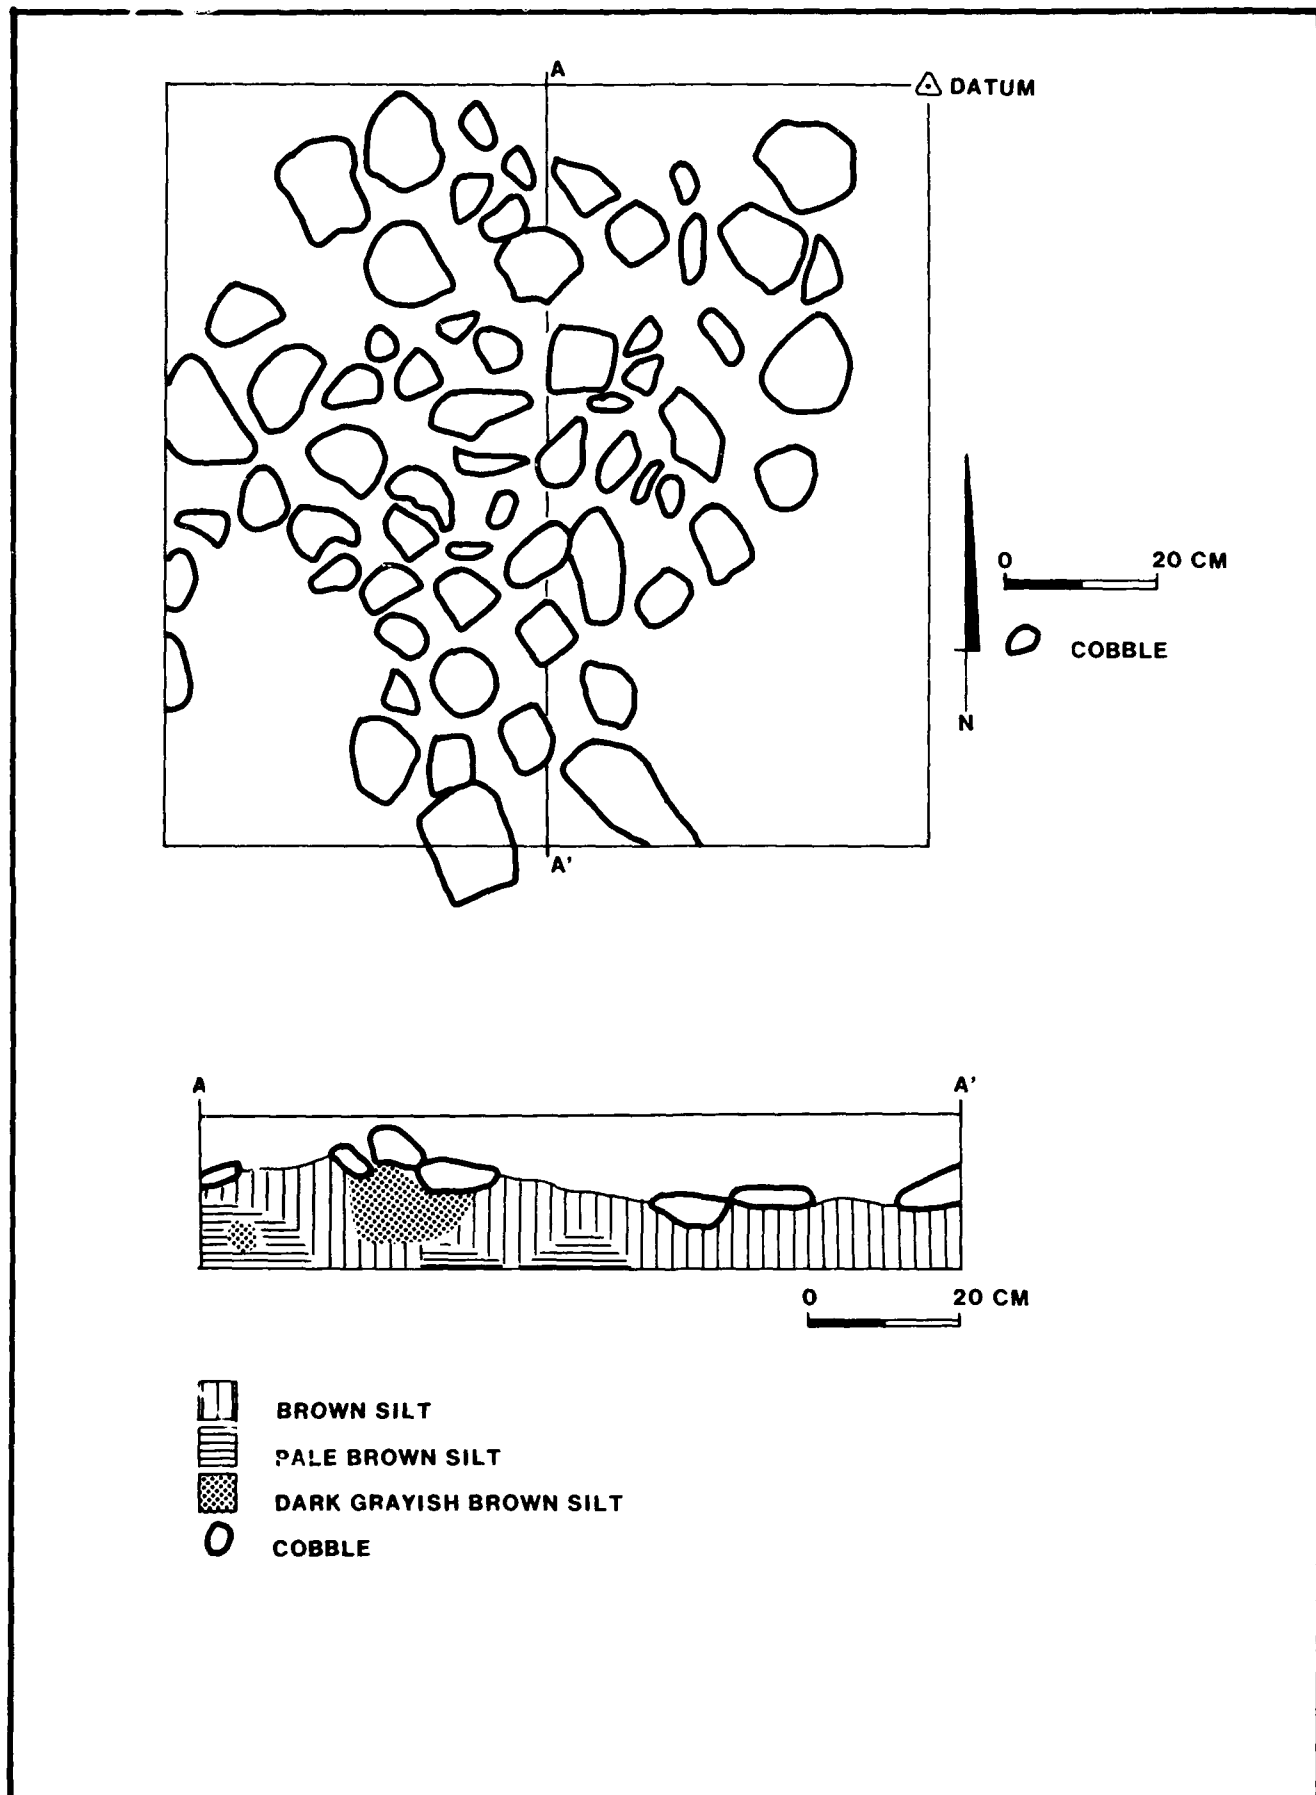 A
DATUM
0 20 CM
COBBLE
N
A'
A A'
0 20 CM
BROWN SILT
PALE BROWN SILT
DARK GRAYISH BROWN SILT
COBBLE